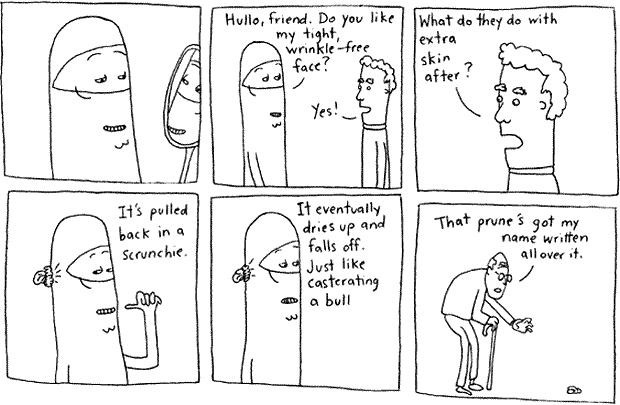 Hullo, friend. Do you like
my tight,
wrinkle-free
face?
Yes!
What do they do with
extra
skin
after?
It's pulled
back in a
scrunchie.
It eventually
dries up and
falls off.
Just like
casterating
a bull
That prune's got my
name written
all over it.